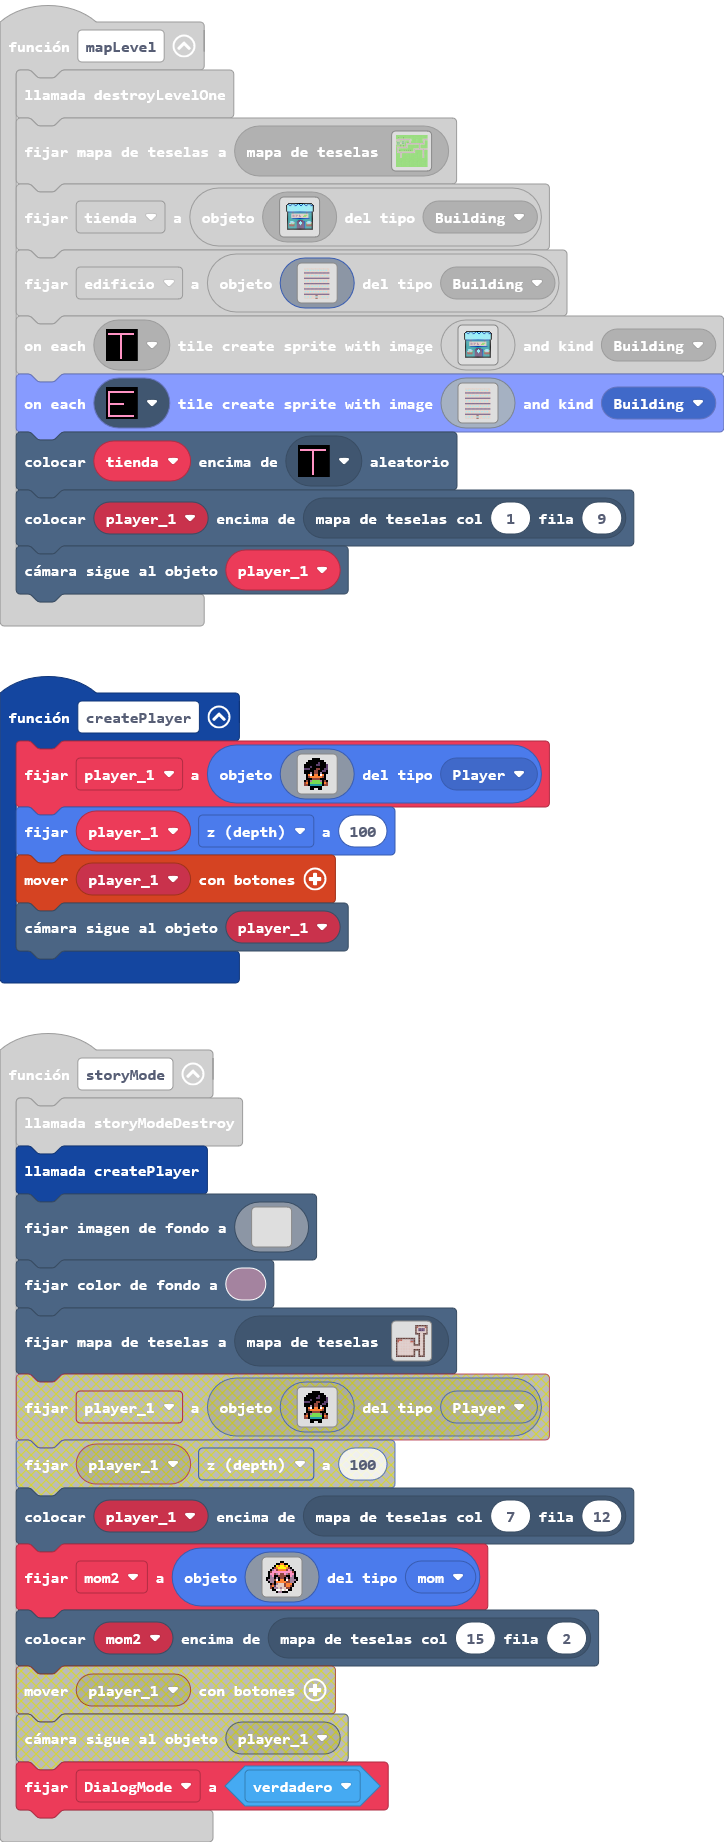 función mapLevel
llamada destroyLevelOne
fijar mapa de teselas a mapa de teselas
fijar tienda a objeto del tipo Building
fijar edificio a objeto del tipo Building
on each T tile create sprite with image and kind Building
on each E tile create sprite with image and kind Building
colocar tienda encima de T aleatorio
colocar player_1 encima de mapa de teselas col 1 fila 9
cámara sigue al objeto player_1
función createPlayer
fijar player_1 a objeto del tipo Player
fijar player_1 z (depth) a 100
mover player_1 con botones
cámara sigue al objeto player_1
función storyMode
llamada storyModeDestroy
llamada createPlayer
fijar imagen de fondo a
fijar color de fondo a
fijar mapa de teselas a mapa de teselas
fijar player_1 a objeto del tipo Player
fijar player_1 z (depth) a 100
colocar player_1 encima de mapa de teselas col 7 fila 12
fijar mom2 a objeto del tipo mom
colocar mom2 encima de mapa de teselas col 15 fila 2
mover player_1 con botones
cámara sigue al objeto player_1
fijar DialogMode a verdadero